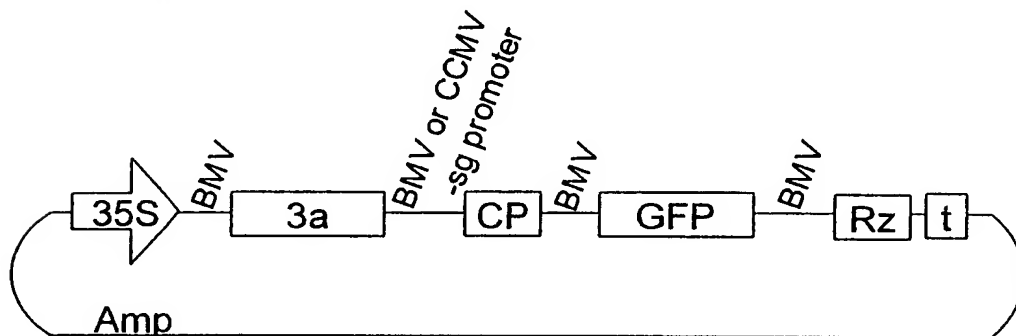 35S
BMV
3a
BMV or CCMV
-sg promoter
CP
BMV
GFP
BMV
Rz
t
Amp